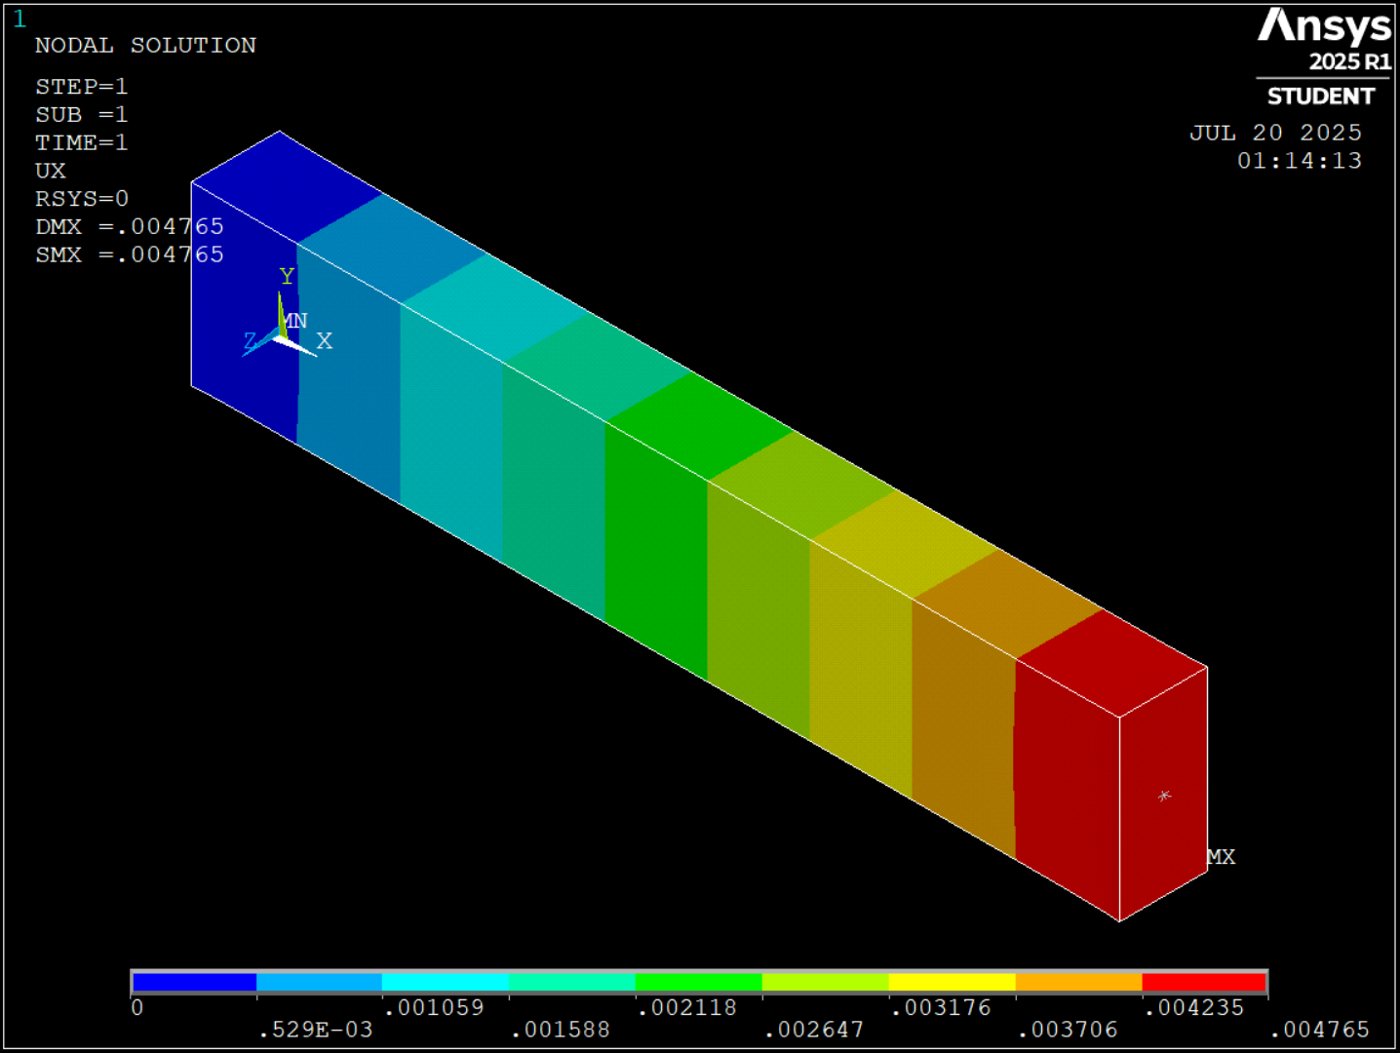 1
NODAL SOLUTION
STEP=1
SUB =1
TIME=1
UX
RSYS=0
DMX =.004765
SMX =.004765
Ansys
2025 R1
STUDENT
JUL 20 2025
01:14:13
Y
MN
Z
X
MX
0
.529E-03
.001059
.001588
.002118
.002647
.003176
.003706
.004235
.004765